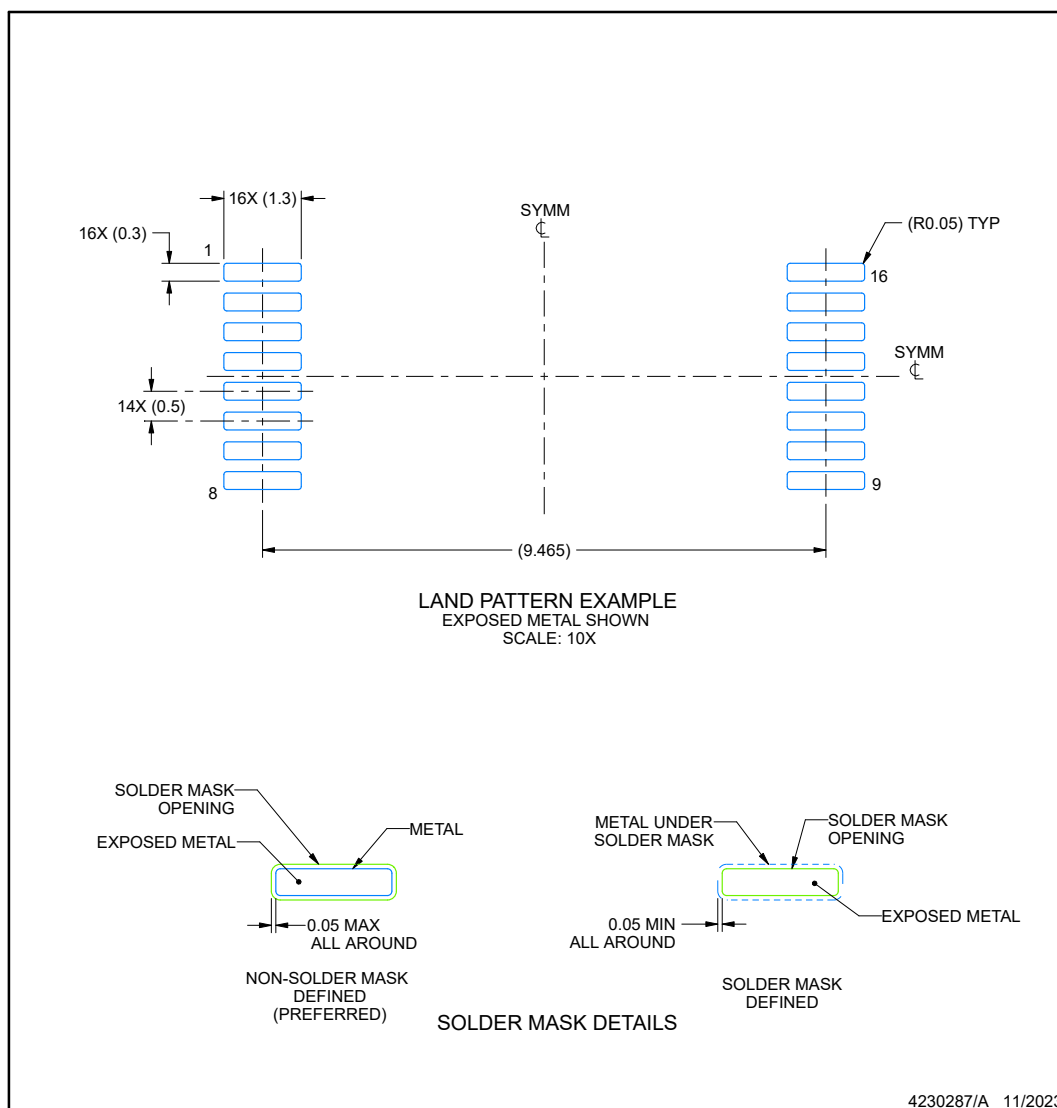 16X (1.3)
SYMM
℄
(R0.05) TYP
16X (0.3)
1
16
SYMM
℄
14X (0.5)
8
9
(9.465)
LAND PATTERN EXAMPLE
EXPOSED METAL SHOWN
SCALE: 10X
SOLDER MASK
OPENING
EXPOSED METAL
METAL
0.05 MAX
ALL AROUND
NON-SOLDER MASK
DEFINED
(PREFERRED)
METAL UNDER
SOLDER MASK
SOLDER MASK
OPENING
EXPOSED METAL
0.05 MIN
ALL AROUND
SOLDER MASK
DEFINED
SOLDER MASK DETAILS
4230287/A 11/2023